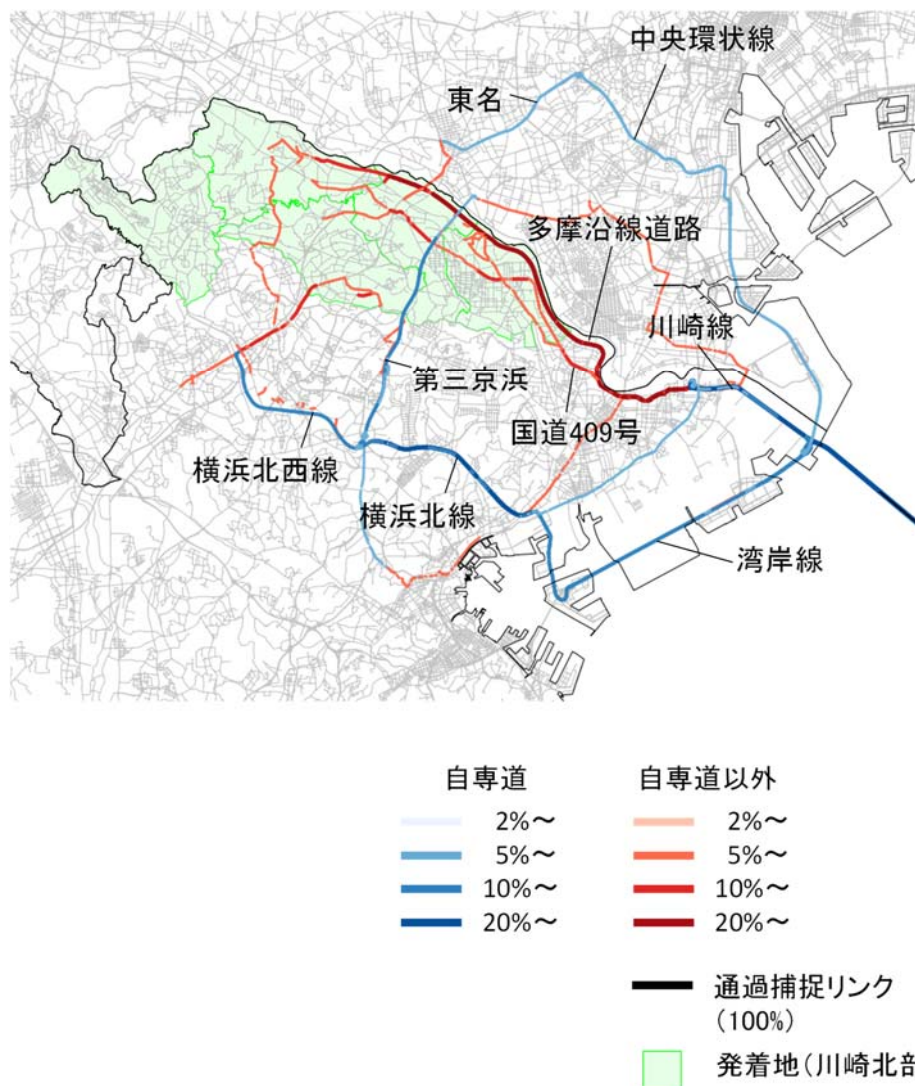 中央環状線
東名
多摩沿線道路
川崎線
第三京浜
国道409号
横浜北西線
横浜北線
湾岸線
自専道
自専道以外
2%～
2%～
5%～
5%～
10%～
10%～
20%～
20%～
通過捕捉リンク
(100%)
発着地(川崎北部